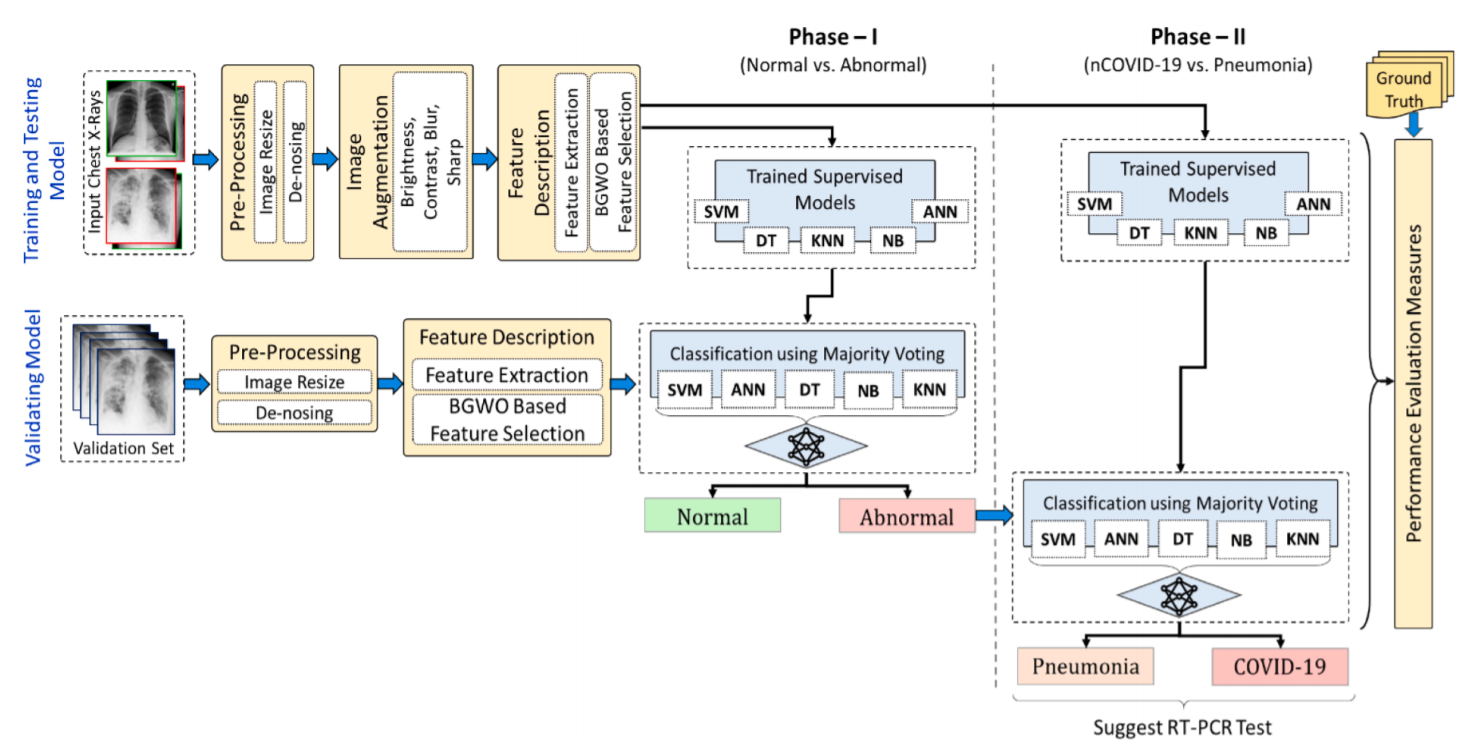 Phase – I
(Normal vs. Abnormal)
Phase – II
(nCOVID-19 vs. Pneumonia)
Ground
Truth
Training and Testing
Model
Input Chest X-Rays
Pre-Processing
Image Resize
De-nosing
Image
Augmentation
Brightness,
Contrast, Blur,
Sharp
Feature
Description
Feature Extraction
BGWO Based
Feature Selection
Trained Supervised
Models
SVM
ANN
DT
KNN
NB
Trained Supervised
Models
SVM
ANN
DT
KNN
NB
Performance Evaluation Measures
Validating Model
Validation Set
Pre-Processing
Image Resize
De-nosing
Feature Description
Feature Extraction
BGWO Based
Feature Selection
Classification using Majority Voting
SVM
ANN
DT
NB
KNN
Normal
Abnormal
Classification using Majority Voting
SVM
ANN
DT
NB
KNN
Pneumonia
COVID-19
Suggest RT-PCR Test